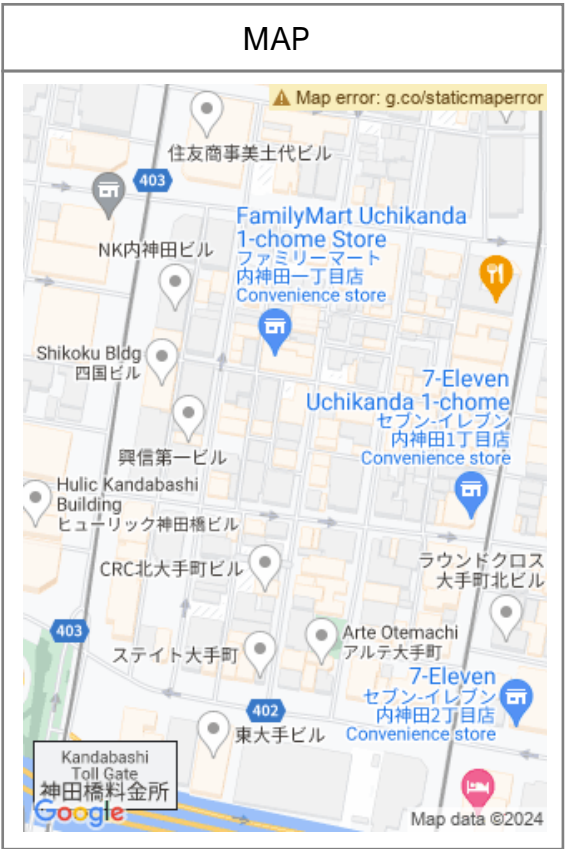 MAP
Map error: g.co/staticmaperror
住友商事美土代ビル
403
FamilyMart Uchikanda
1-chome Store
ファミリーマート
内神田一丁目店
Convenience store
NK内神田ビル
Shikoku Bldg
四国ビル
7-Eleven
Uchikanda 1-chome
セブン-イレブン
内神田1丁目店
Convenience store
興信第一ビル
Hulic Kandabashi
Building
ヒューリック神田橋ビル
ラウンドクロス
大手町北ビル
CRC北大手町ビル
403
Arte Otemachi
アルテ大手町
ステイト大手町
7-Eleven
セブン-イレブン
内神田2丁目店
Convenience store
402
東大手ビル
Kandabashi
Toll Gate
神田橋料金所
Google
Map data ©2024